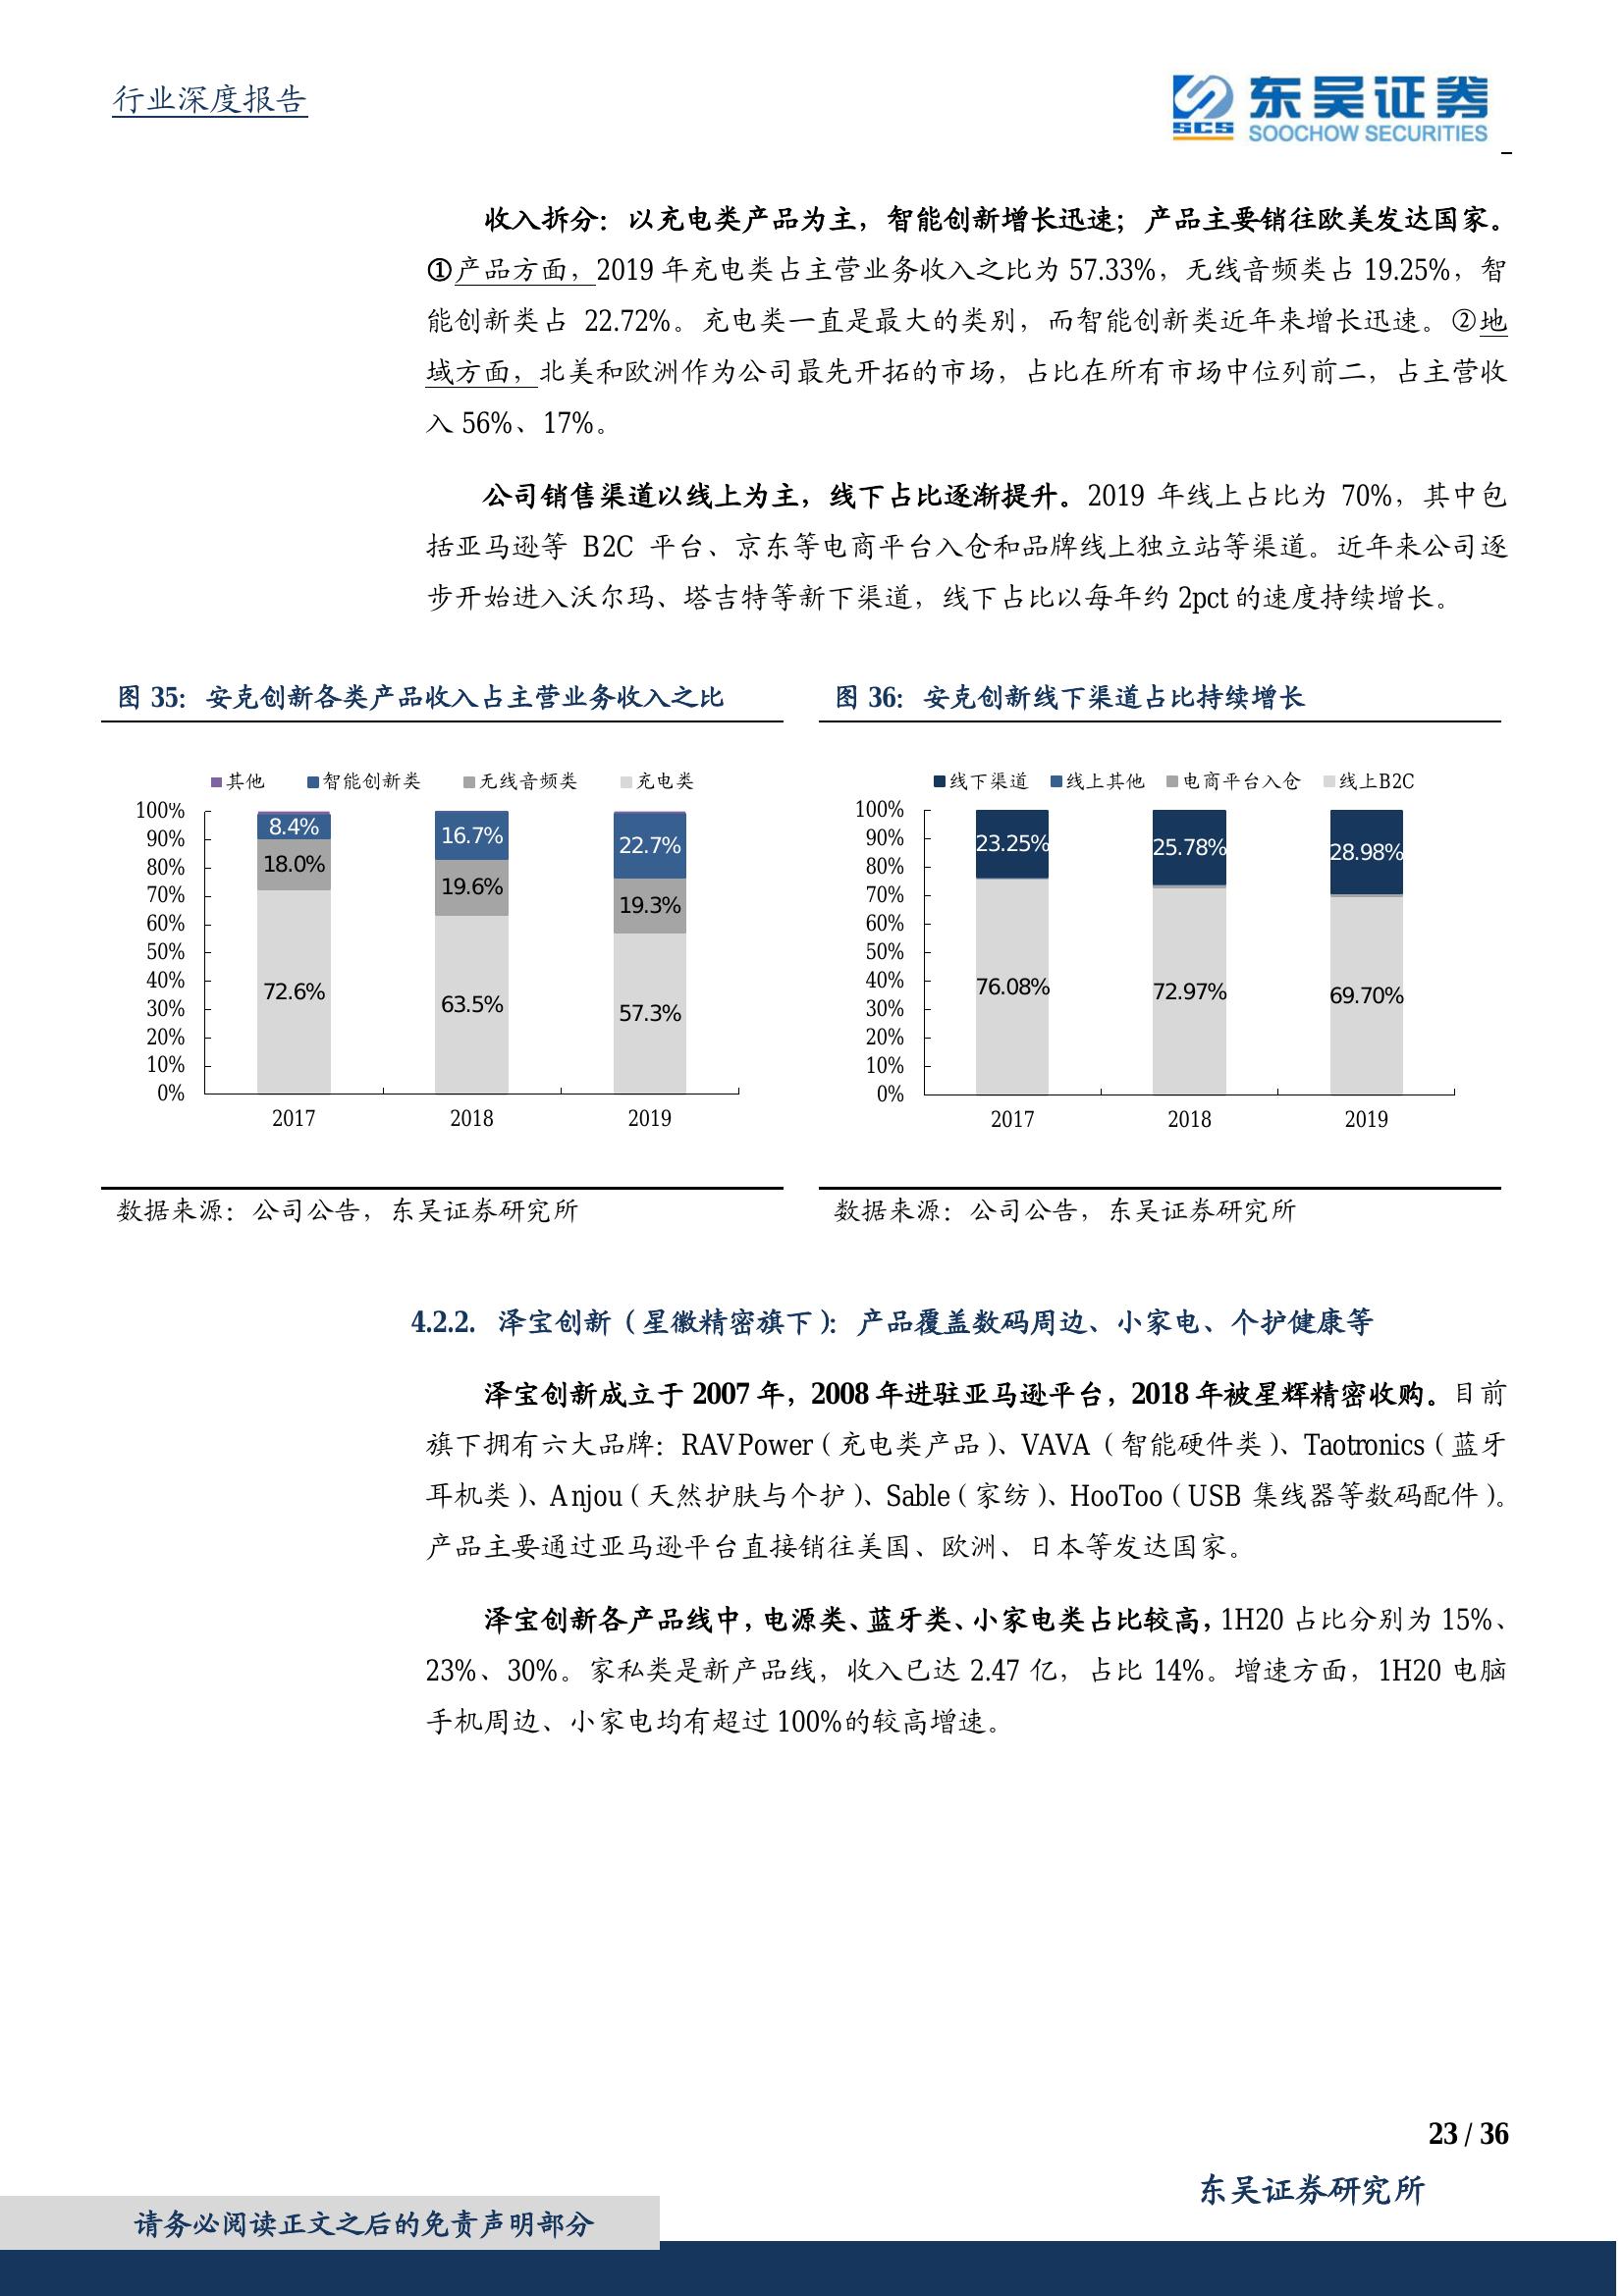 行业深度报告
SCS
东吴证券
SOOCHOW SECURITIES
收入拆分：以充电类产品为主，智能创新增长迅速；产品主要销往欧美发达国家。
①产品方面，2019 年充电类占主营业务收入之比为 57.33%，无线音频类占 19.25%，智
能创新类占 22.72%。充电类一直是最大的类别，而智能创新类近年来增长迅速。②地
域方面，北美和欧洲作为公司最先开拓的市场，占比在所有市场中位列前二，占主营收
入 56%、17%。
公司销售渠道以线上为主，线下占比逐渐提升。2019 年线上占比为 70%，其中包
括亚马逊等 B2C 平台、京东等电商平台入仓和品牌线上独立站等渠道。近年来公司逐
步开始进入沃尔玛、塔吉特等新下渠道，线下占比以每年约 2pct 的速度持续增长。
图 35：安克创新各类产品收入占主营业务收入之比
其他 智能创新类 无线音频类 充电类
100%
90%
80%
70%
60%
50%
40%
30%
20%
10%
0%
8.4%
18.0%
72.6%
16.7%
19.6%
63.5%
22.7%
19.3%
57.3%
2017 2018 2019
数据来源：公司公告，东吴证券研究所
图 36：安克创新线下渠道占比持续增长
线下渠道 线上其他 电商平台入仓 线上B2C
100%
90%
80%
70%
60%
50%
40%
30%
20%
10%
0%
23.25%
76.08%
25.78%
72.97%
28.98%
69.70%
2017 2018 2019
数据来源：公司公告，东吴证券研究所
4.2.2. 泽宝创新（星徽精密旗下）：产品覆盖数码周边、小家电、个护健康等
泽宝创新成立于 2007 年，2008 年进驻亚马逊平台，2018 年被星辉精密收购。目前
旗下拥有六大品牌：RAVPower（充电类产品）、VAVA（智能硬件类）、Taotronics（蓝牙
耳机类）、Anjou（天然护肤与个护）、Sable（家纺）、HooToo（USB 集线器等数码配件）。
产品主要通过亚马逊平台直接销往美国、欧洲、日本等发达国家。
泽宝创新各产品线中，电源类、蓝牙类、小家电类占比较高，1H20 占比分别为 15%、
23%、30%。家私类是新产品线，收入已达 2.47 亿，占比 14%。增速方面，1H20 电脑
手机周边、小家电均有超过 100%的较高增速。
23 / 36
东吴证券研究所
请务必阅读正文之后的免责声明部分